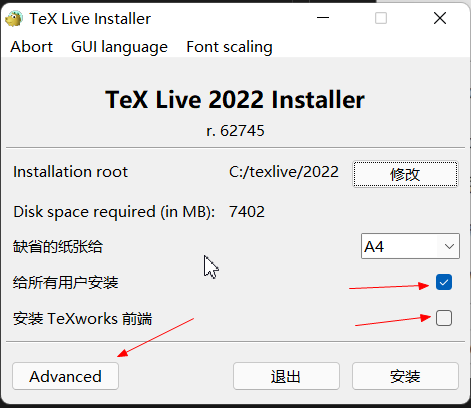 TeX Live Installer
Abort GUI language Font scaling
TeX Live 2022 Installer
r. 62745
Installation root C:/texlive/2022 修改
Disk space required (in MB): 7402
缺省的纸张给 A4
给所有用户安装
安装 TeXworks 前端
Advanced 退出 安装